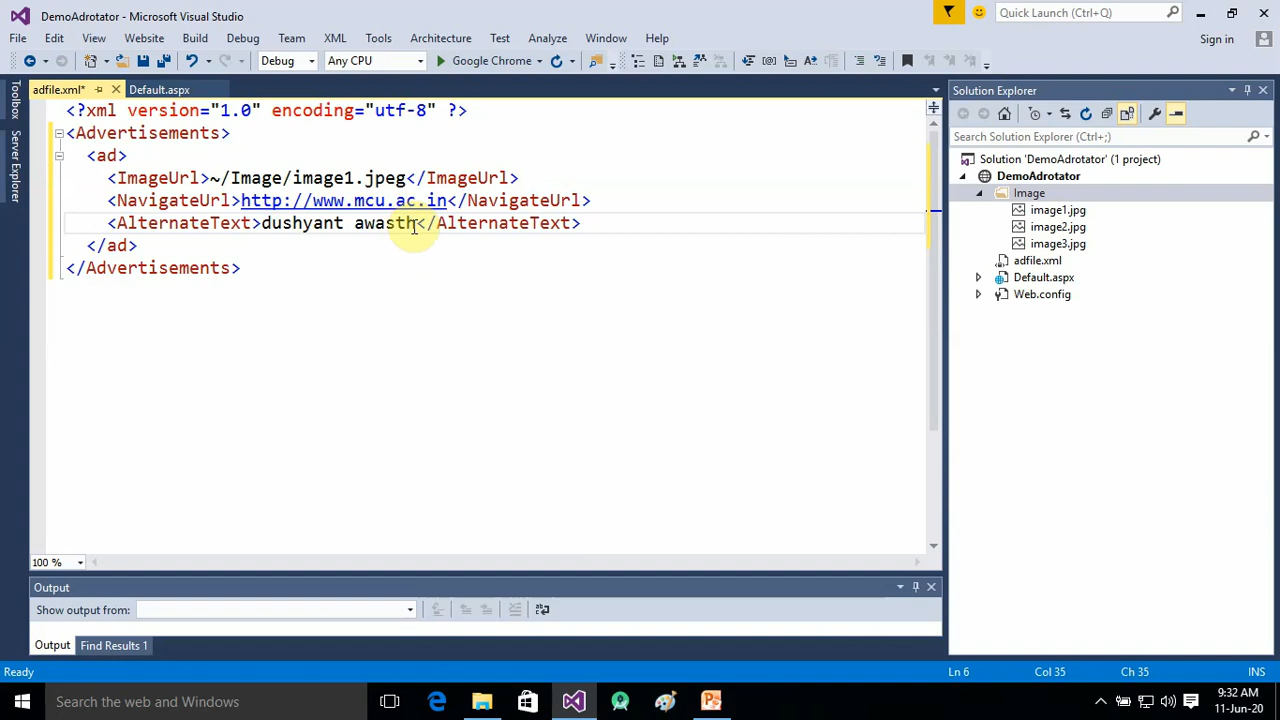 DemoAdrotator - Microsoft Visual Studio
Quick Launch (Ctrl+Q)
File Edit View Website Build Debug Team XML Tools Architecture Test Analyze Window Help
Sign in
Debug Any CPU Google Chrome
adfile.xml* Default.aspx
Toolbox
Server Explorer
<?xml version="1.0" encoding="utf-8" ?>
<Advertisements>
<ad>
<ImageUrl>~/Image/image1.jpeg</ImageUrl>
<NavigateUrl>http://www.mcu.ac.in</NavigateUrl>
<AlternateText>dushyant awasth</AlternateText>
</ad>
</Advertisements>
100 %
Solution Explorer
Search Solution Explorer (Ctrl+;)
Solution 'DemoAdrotator' (1 project)
DemoAdrotator
Image
image1.jpg
image2.jpg
image3.jpg
adfile.xml
Default.aspx
Web.config
Output
Show output from:
Output Find Results 1
Ready Ln 6 Col 35 Ch 35 INS
Search the web and Windows
9:32 AM
11-Jun-20